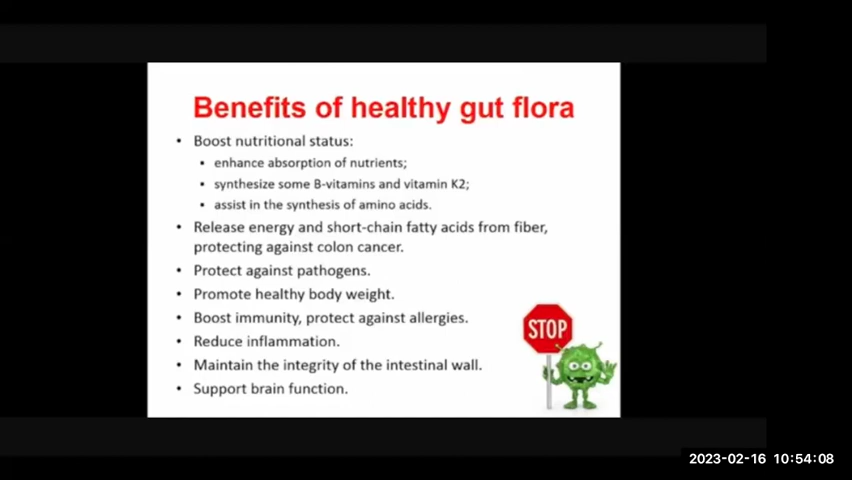 Benefits of healthy gut flora
• Boost nutritional status:
• enhance absorption of nutrients;
• synthesize some B-vitamins and vitamin K2;
• assist in the synthesis of amino acids.
• Release energy and short-chain fatty acids from fiber,
protecting against colon cancer.
• Protect against pathogens.
• Promote healthy body weight.
• Boost immunity, protect against allergies.
• Reduce inflammation.
• Maintain the integrity of the intestinal wall.
• Support brain function.
STOP
2023-02-16 10:54:08